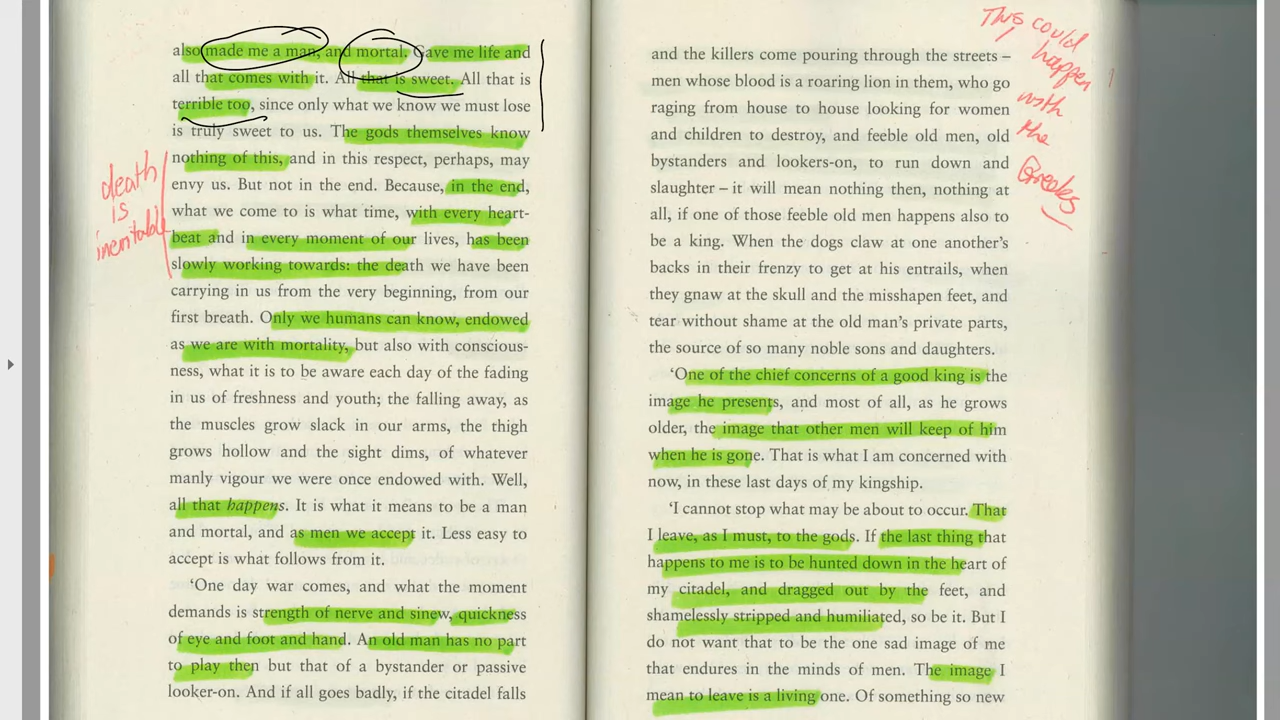 also made me a man, and mortal. Gave me life and
all that comes with it. All that is sweet. All that is
terrible too, since only what we know we must lose
is truly sweet to us. The gods themselves know
nothing of this, and in this respect, perhaps, may
envy us. But not in the end. Because, in the end,
what we come to is what time, with every heart-
beat and in every moment of our lives, has been
slowly working towards: the death we have been
carrying in us from the very beginning, from our
first breath. Only we humans can know, endowed
as we are with mortality, but also with conscious-
ness, what it is to be aware each day of the fading
in us of freshness and youth; the falling away, as
the muscles grow slack in our arms, the thigh
grows hollow and the sight dims, of whatever
manly vigour we were once endowed with. Well,
all that happens. It is what it means to be a man
and mortal, and as men we accept it. Less easy to
accept is what follows from it.
‘One day war comes, and what the moment
demands is strength of nerve and sinew, quickness
of eye and foot and hand. An old man has no part
to play then but that of a bystander or passive
looker-on. And if all goes badly, if the citadel falls
death
is
inevitable
and the killers come pouring through the streets –
men whose blood is roaring lion in them, who go
raging from house to house looking for women
and children to destroy, and feeble old men, old
bystanders and lookers-on, to run down and
slaughter – it will mean nothing then, nothing at
all, if one of those feeble old men happens also to
be a king. When the dogs claw at one another’s
backs in their frenzy to get at his entrails, when
they gnaw at the skull and the misshapen feet, and
tear without shame at the old man’s private parts,
the source of so many noble sons and daughters.
‘One of the chief concerns of a good king is the
image he presents, and most of all, as he grows
older, the image that other men will keep of him
when he is gone. That is what I am concerned with
now, in these last days of my kingship.
‘I cannot stop what may be about to occur. That
I leave, as I must, to the gods. If the last thing that
happens to me is to be hunted down in the heart of
my citadel, and dragged out by the feet, and
shamelessly stripped and humiliated, so be it. But I
do not want that to be the one sad image of me
that endures in the minds of men. The image I
mean to leave is a living one. Of something so new
This could
happen
with
the
Greeks